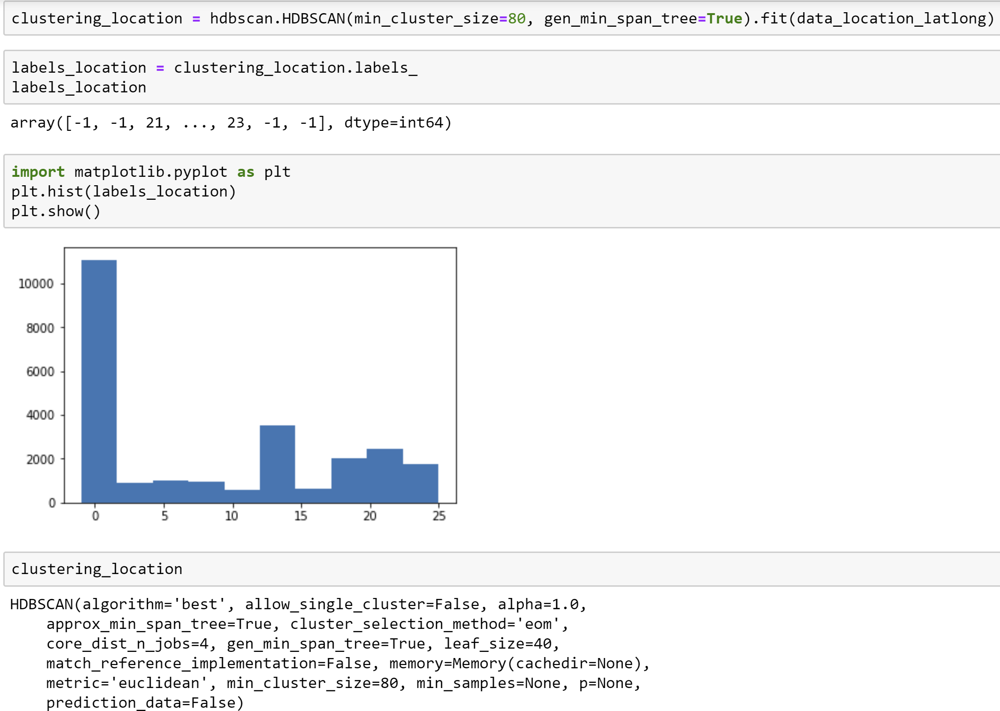 clustering_location = hdbscan.HDBSCAN(min_cluster_size=80, gen_min_span_tree=True).fit(data_location_latlong)
labels_location = clustering_location.labels_
labels_location
array([-1, -1, 21, ..., 23, -1, -1], dtype=int64)
import matplotlib.pyplot as plt
plt.hist(labels_location)
plt.show()
10000
8000
6000
4000
2000
0
0 5 10 15 20 25
clustering_location
HDBSCAN(algorithm='best', allow_single_cluster=False, alpha=1.0,
approx_min_span_tree=True, cluster_selection_method='eom',
core_dist_n_jobs=4, gen_min_span_tree=True, leaf_size=40,
match_reference_implementation=False, memory=Memory(cachedir=None),
metric='euclidean', min_cluster_size=80, min_samples=None, p=None,
prediction_data=False)